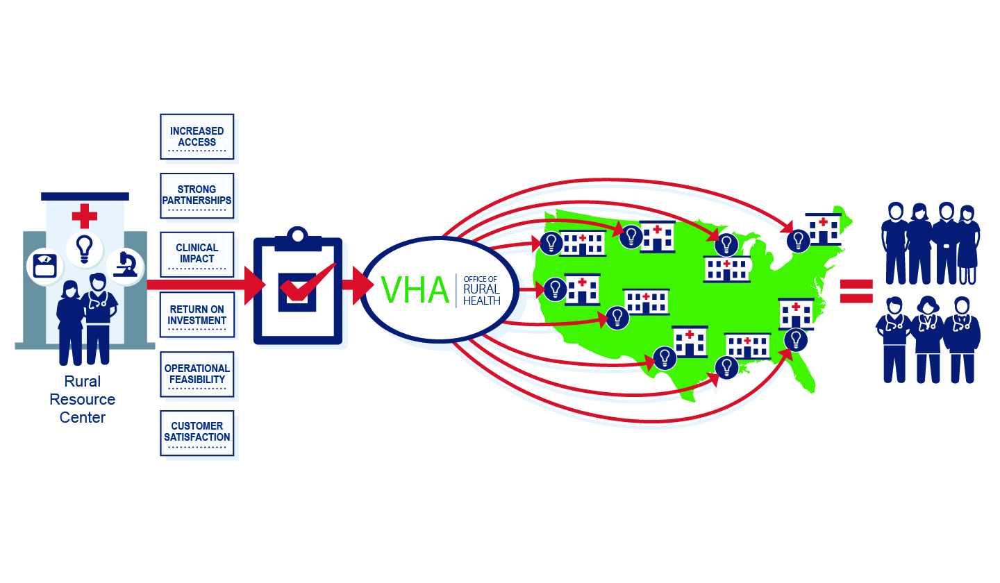 INCREASED
ACCESS
STRONG
PARTNERSHIPS
CLINICAL
IMPACT
RETURN ON
INVESTMENT
OPERATIONAL
FEASIBILITY
CUSTOMER
SATISFACTION
Rural
Resource
Center
VHA
OFFICE OF
RURAL
HEALTH